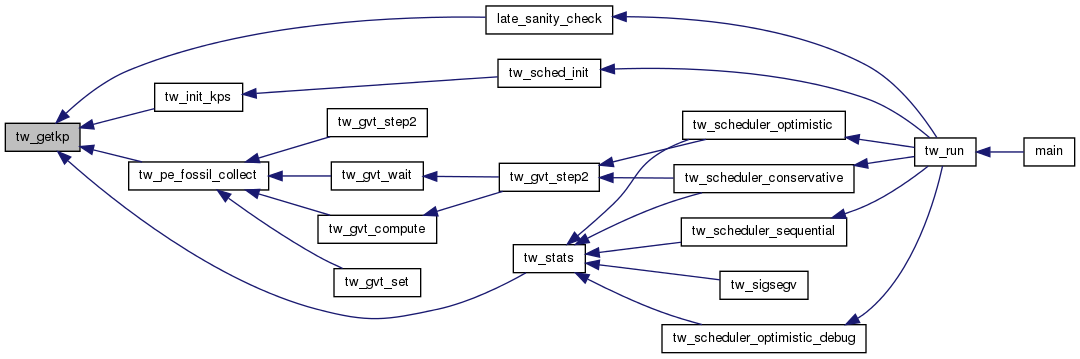 late_sanity_check
tw_sched_init
tw_init_kps
tw_gvt_step2
tw_scheduler_optimistic
tw_getkp
tw_run
main
tw_pe_fossil_collect
tw_gvt_wait
tw_gvt_step2
tw_scheduler_conservative
tw_gvt_compute
tw_scheduler_sequential
tw_stats
tw_gvt_set
tw_sigsegv
tw_scheduler_optimistic_debug